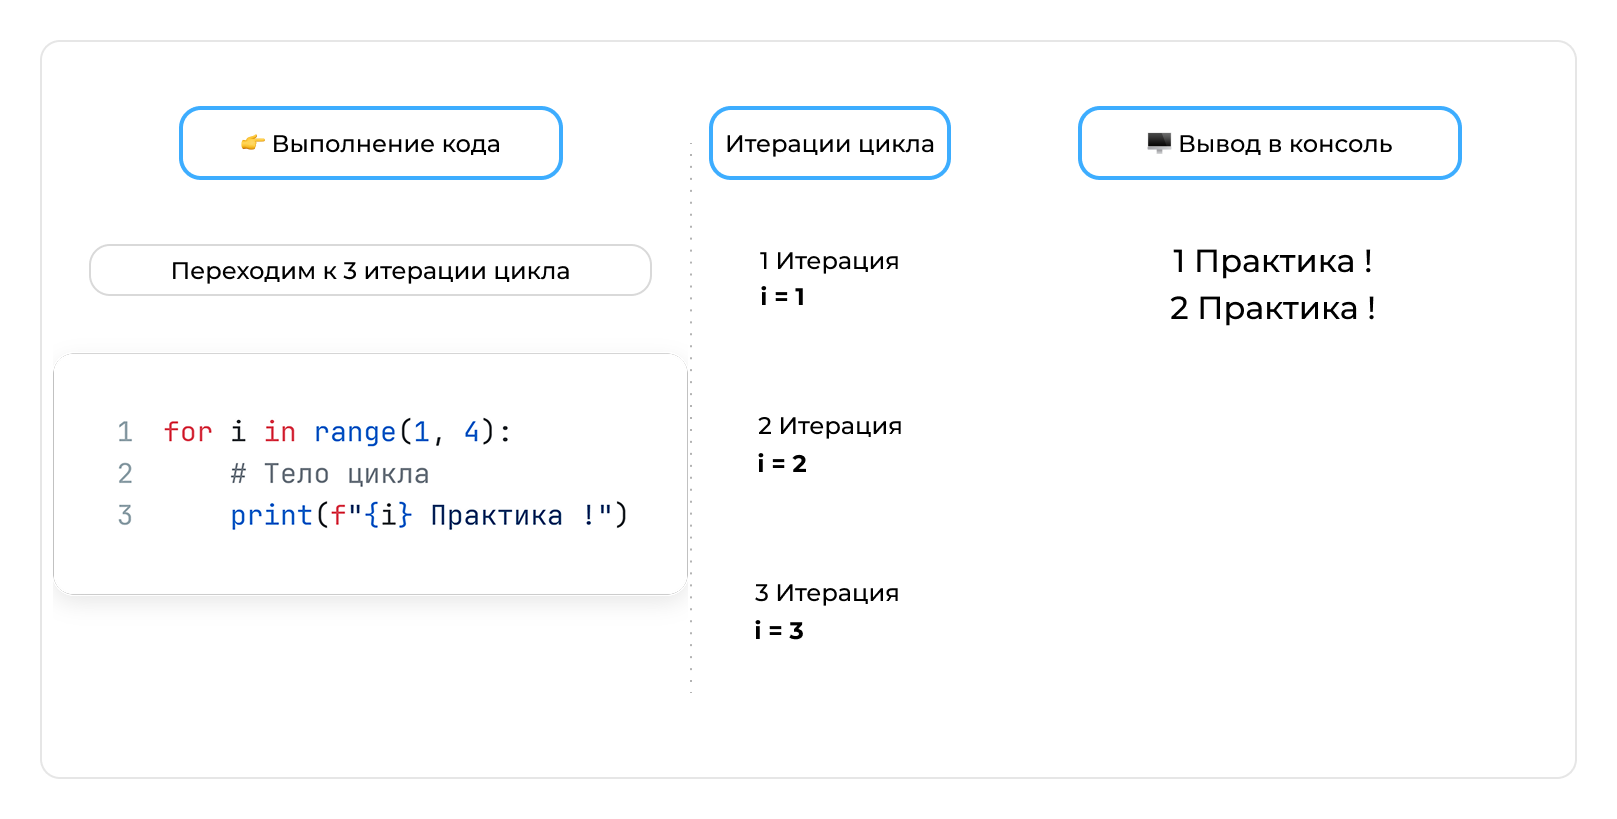 👉 Выполнение кода
Переходим к 3 итерации цикла
1 for i in range(1, 4):
2     # Тело цикла
3     print(f"{i} Практика !")
Итерации цикла
1 Итерация
i = 1
2 Итерация
i = 2
3 Итерация
i = 3
🖥 Вывод в консоль
1 Практика !
2 Практика !